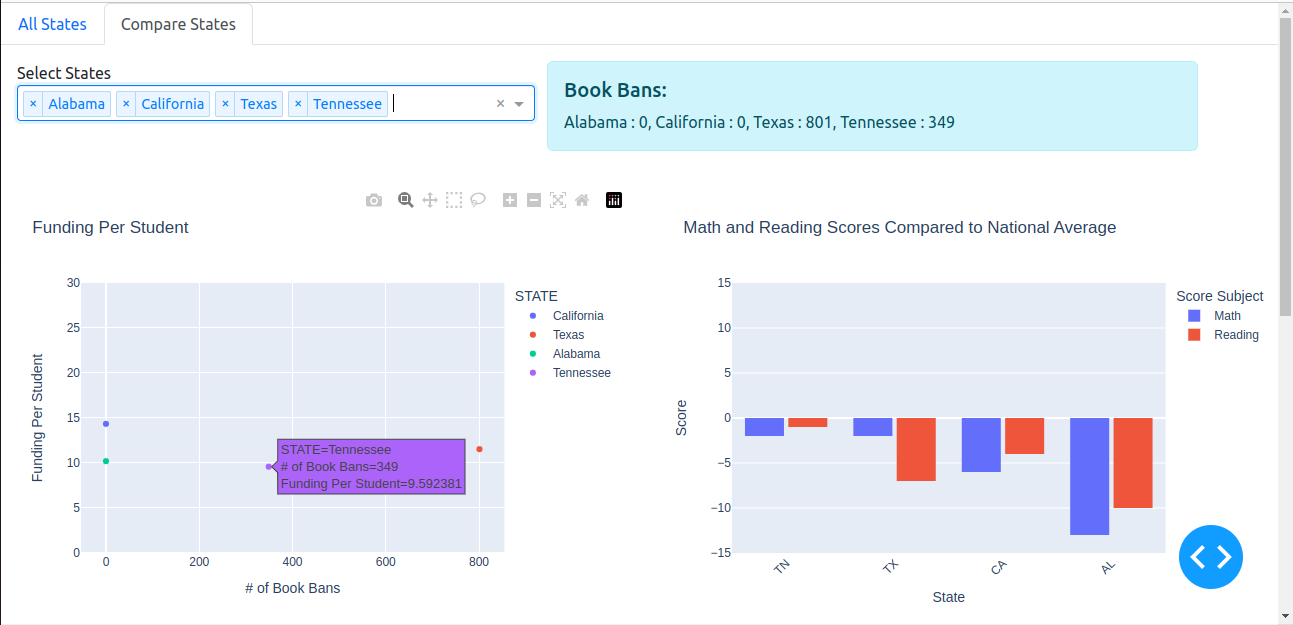 All States
Compare States
Select States
× Alabama × California × Texas × Tennessee ×
Book Bans:
Alabama : 0, California : 0, Texas : 801, Tennessee : 349
Funding Per Student
30
25
20
15
10
5
0
Funding Per Student
0 200 400 600 800
# of Book Bans
STATE=Tennessee
# of Book Bans=349
Funding Per Student=9.592381
STATE
California
Texas
Alabama
Tennessee
Math and Reading Scores Compared to National Average
15
10
5
0
−5
−10
−15
Score
TN TX CA AL
State
Score Subject
Math
Reading